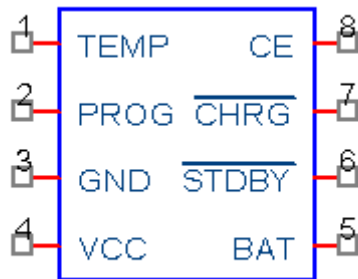 1 TEMP CE 8
2 PROG CHRG 7
3 GND STDBY 6
4 VCC BAT 5